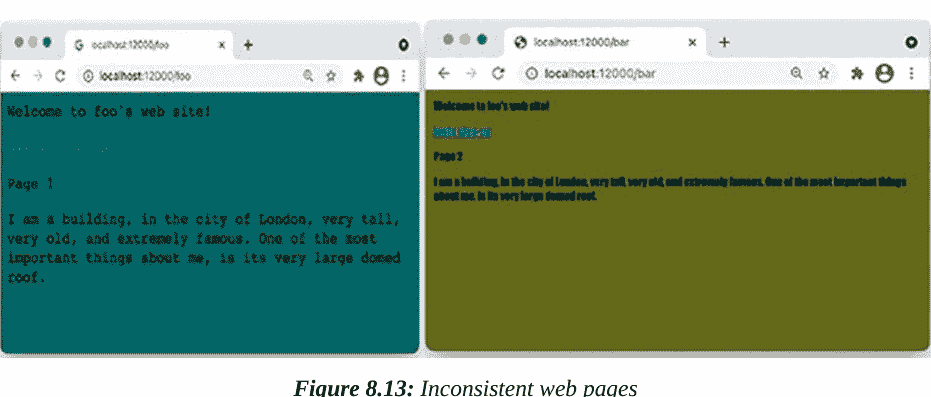 ocalhost:12000/foo
localhost:12000/foo
Welcome to foo's web site!
Page 1
I am a building, in the city of London, very tall,
very old, and extremely famous. One of the most
important things about me, is its very large domed
roof.
localhost:12000/bar
localhost:12000/bar
Welcome to foo's web site!
Page 2
I am a building, in the city of London, very tall, very old, and extremely famous. One of the most important things
about me, is its very large domed roof.
Figure 8.13: Inconsistent web pages